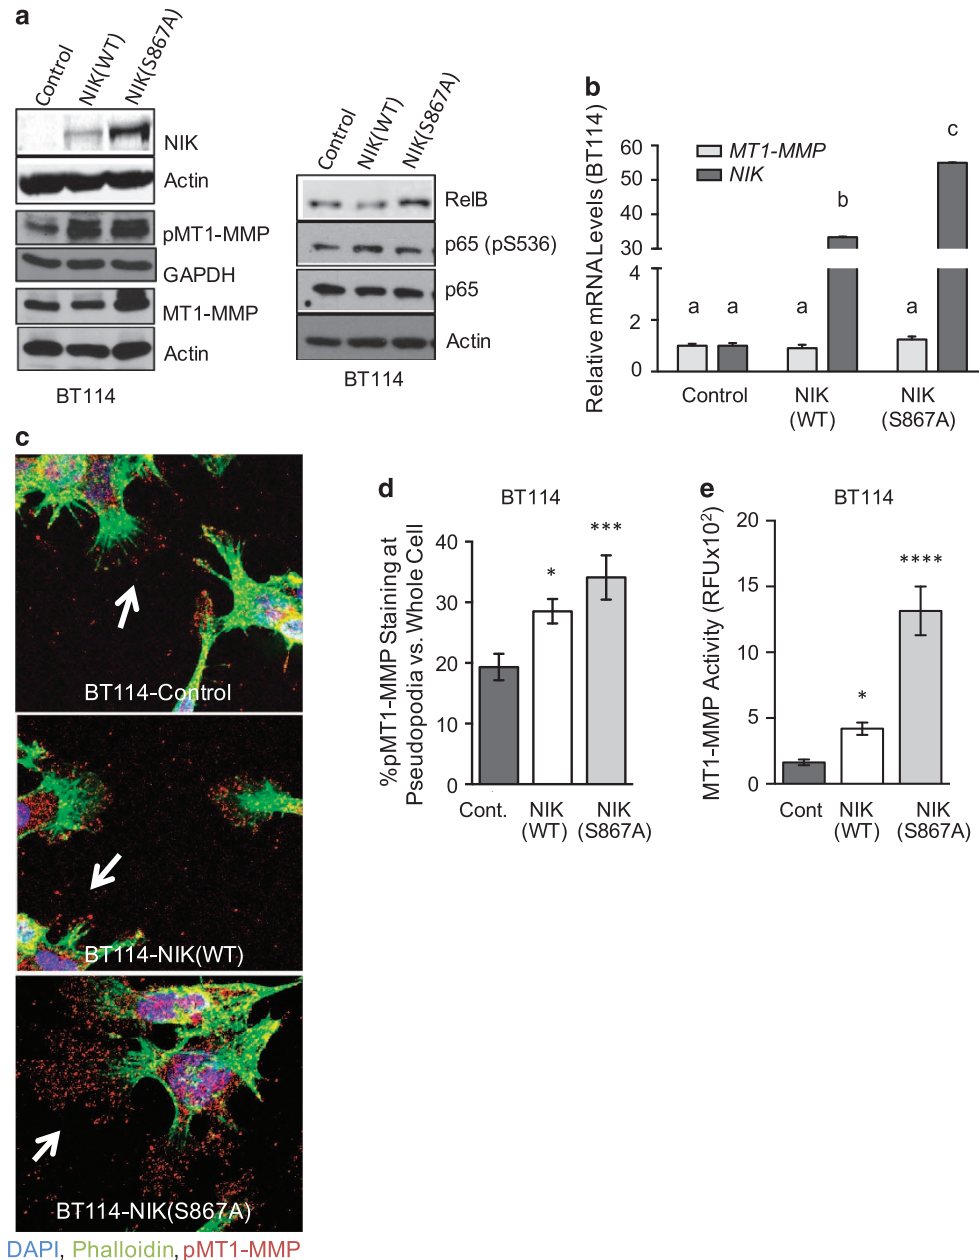 a
Control
NIK(WT)
NIK(S867A)
NIK
Actin
pMT1-MMP
GAPDH
MT1-MMP
Actin
BT114
Control
NIK(WT)
NIK(S867A)
RelB
p65 (pS536)
p65
Actin
BT114
b
Relative mRNA Levels (BT114)
60
50
40
30
4
2
0
MT1-MMP
NIK
a
a
a
b
a
c
Control
NIK
(WT)
NIK
(S867A)
c
BT114-Control
BT114-NIK(WT)
BT114-NIK(S867A)
DAPI, Phalloidin, pMT1-MMP
d
BT114
%pMT1-MMP Staining at
Pseudopodia vs. Whole Cell
40
30
20
10
0
*
***
Cont.
NIK
(WT)
NIK
(S867A)
e
BT114
MT1-MMP Activity (RFUx10²)
20
15
10
5
0
*
****
Cont
NIK
(WT)
NIK
(S867A)